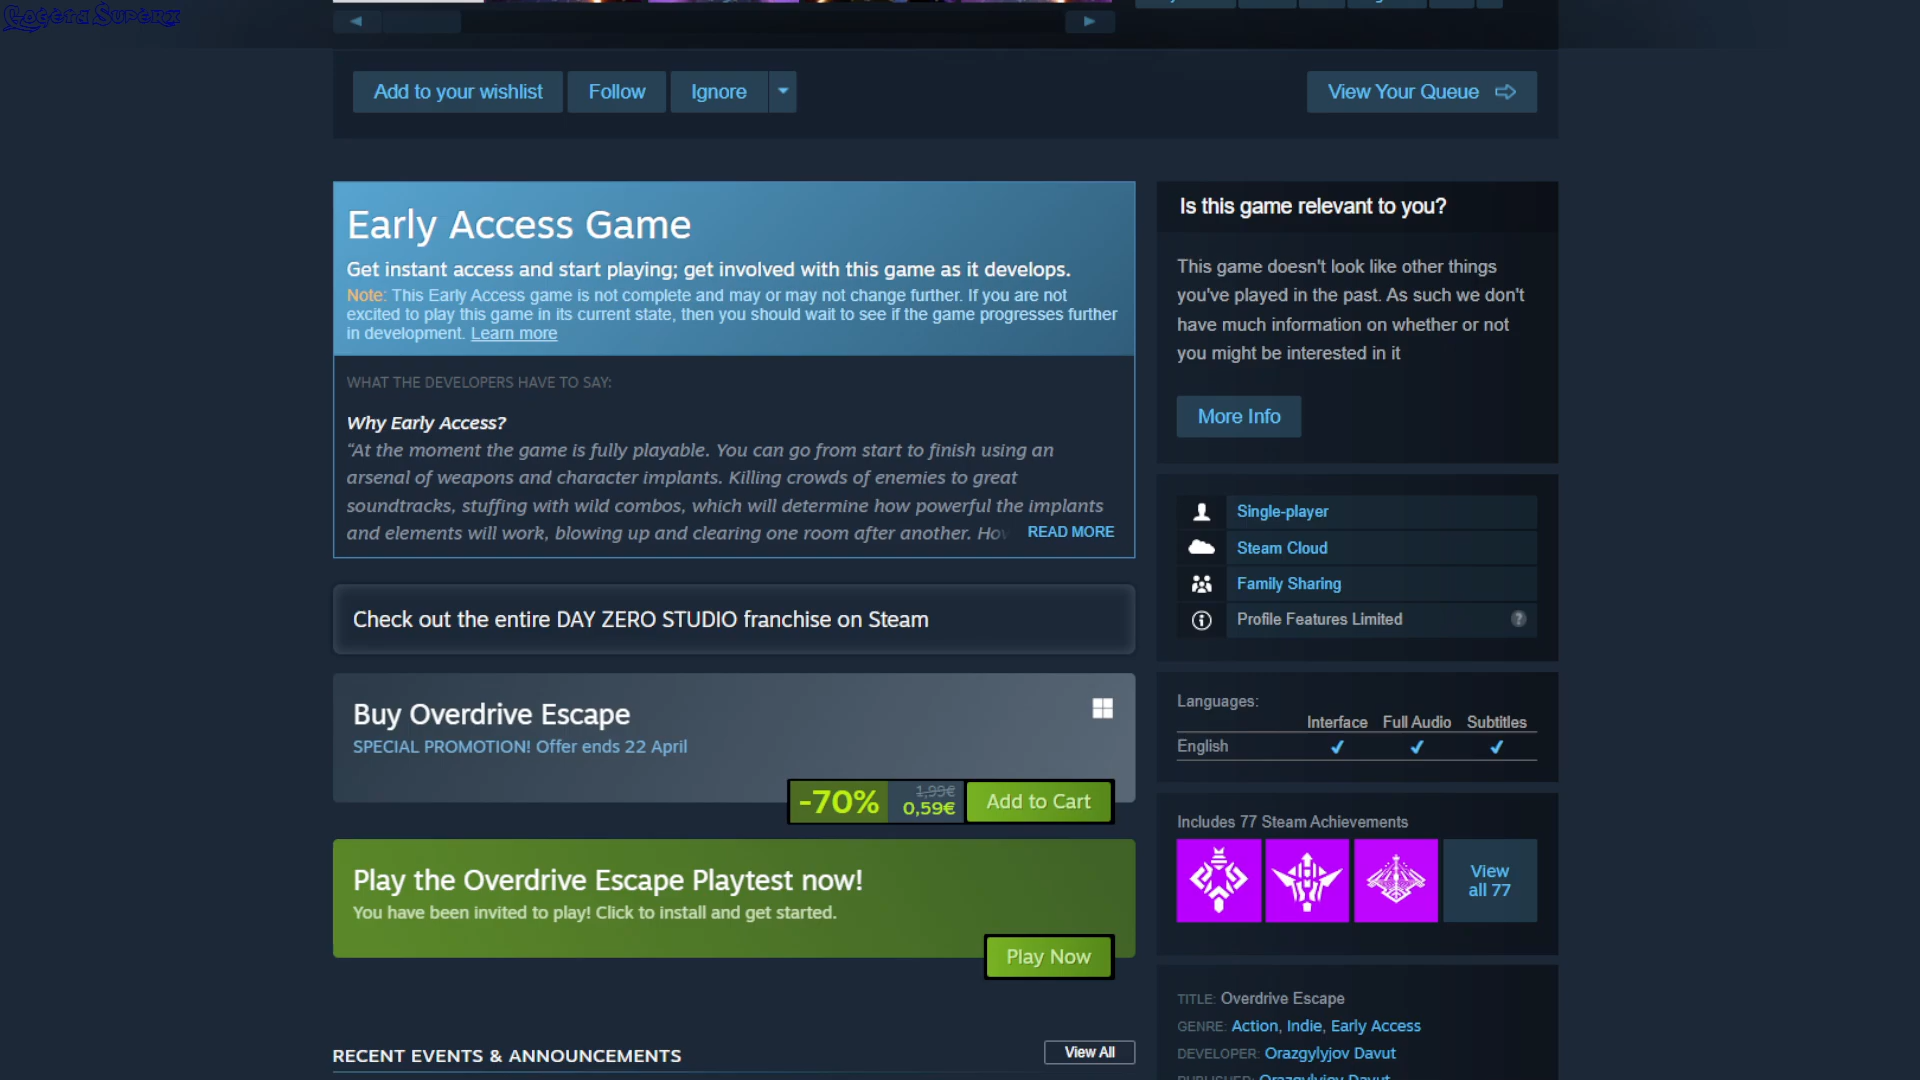 Add to your wishlist
Follow
Ignore
View Your Queue
Early Access Game
Get instant access and start playing; get involved with this game as it develops.
Note: This Early Access game is not complete and may or may not change further. If you are not
excited to play this game in its current state, then you should wait to see if the game progresses further
in development. Learn more
WHAT THE DEVELOPERS HAVE TO SAY:
Why Early Access?
“At the moment the game is fully playable. You can go from start to finish using an
arsenal of weapons and character implants. Killing crowds of enemies to great
soundtracks, stuffing with wild combos, which will determine how powerful the implants
and elements will work, blowing up and clearing one room after another.
READ MORE
Check out the entire DAY ZERO STUDIO franchise on Steam
Buy Overdrive Escape
SPECIAL PROMOTION! Offer ends 22 April
-70%
1,99€
0,59€
Add to Cart
Play the Overdrive Escape Playtest now!
You have been invited to play! Click to install and get started.
Play Now
RECENT EVENTS & ANNOUNCEMENTS
View All
Is this game relevant to you?
This game doesn't look like other things
you've played in the past. As such we don't
have much information on whether or not
you might be interested in it
More Info
Single-player
Steam Cloud
Family Sharing
Profile Features Limited
?
Languages:
Interface Full Audio Subtitles
English
Includes 77 Steam Achievements
View
all 77
TITLE: Overdrive Escape
GENRE: Action, Indie, Early Access
DEVELOPER: Orazgylyjov Davut
PUBLISHER: Orazgylyjov Davut